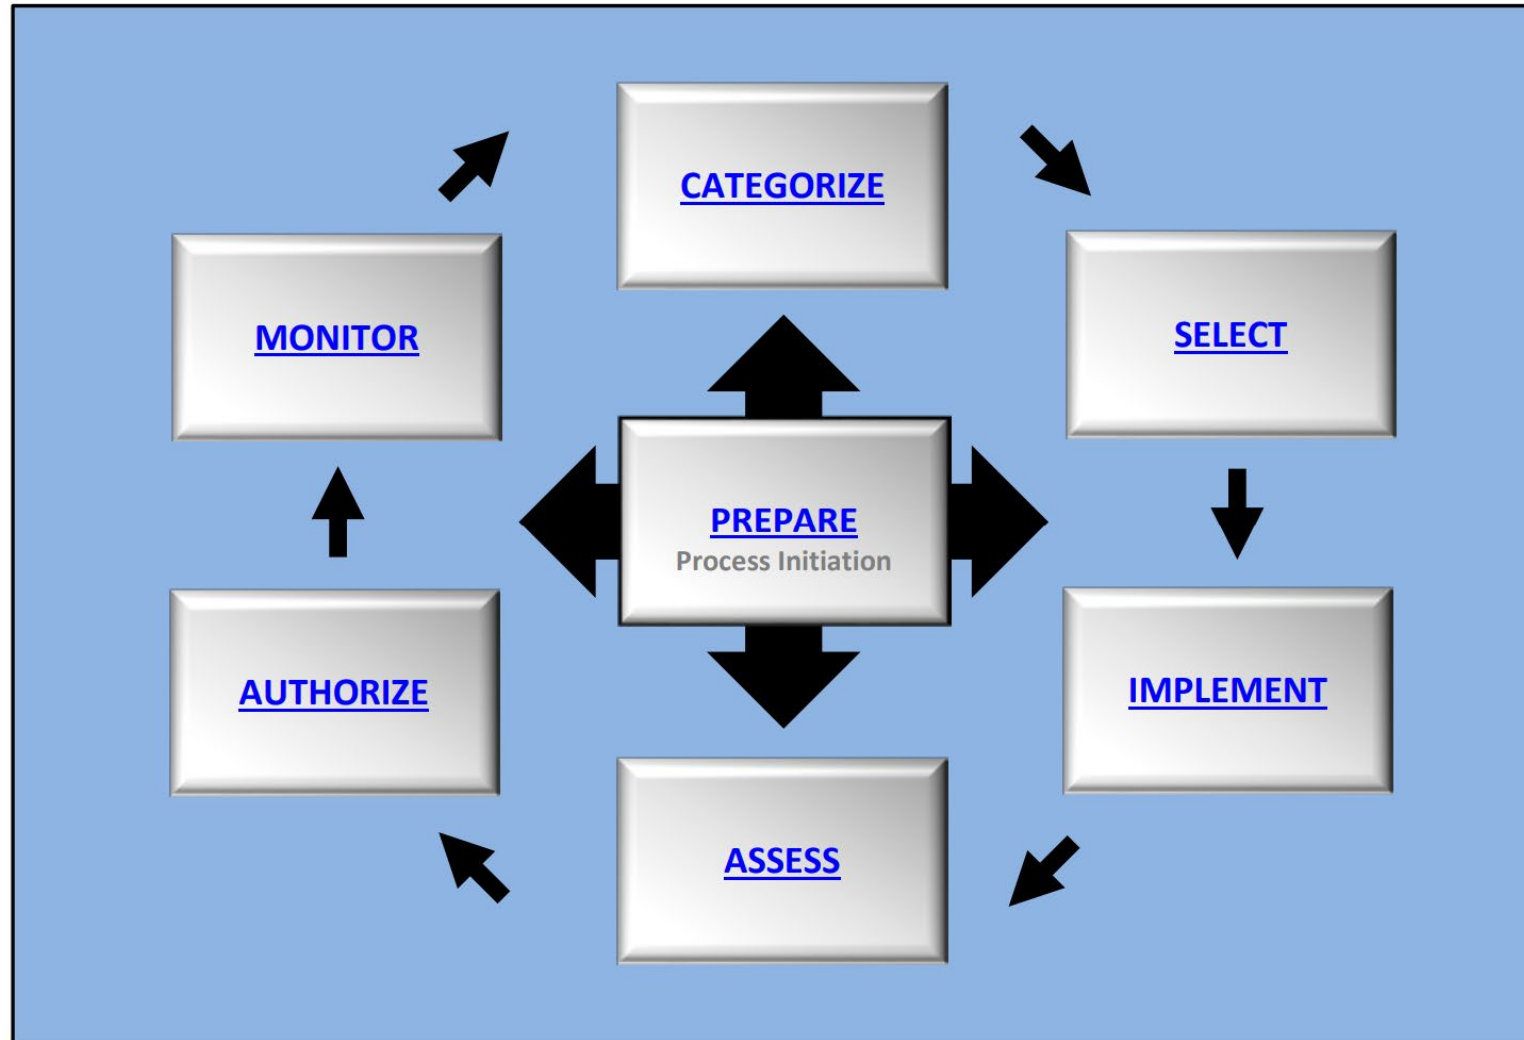 CATEGORIZE
MONITOR
SELECT
PREPARE
Process Initiation
AUTHORIZE
IMPLEMENT
ASSESS